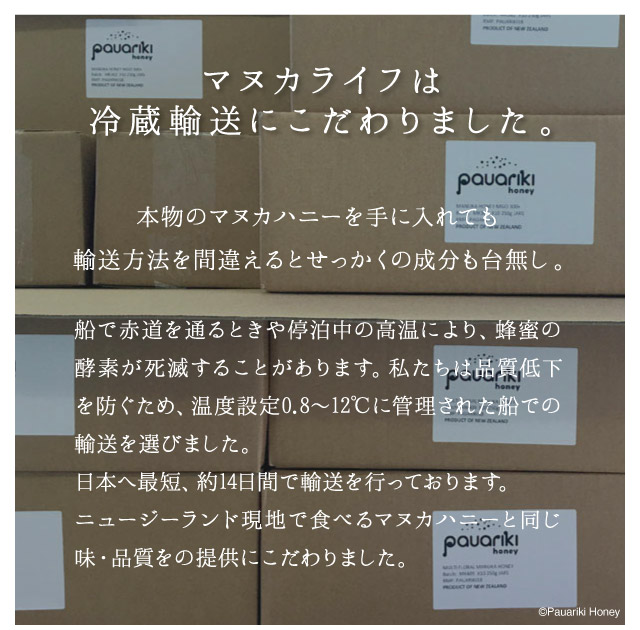 pauariki
honey
PRODUCT OF NEW ZEALAND
PRODUCT OF NEW ZEALAND
マヌカライフは
冷蔵輸送にこだわりました。
pauariki
honey
PRODUCT OF NEW ZEALAND
本物のマヌカハニーを手に入れても
輸送方法を間違えるとせっかくの成分も台無し。
船で赤道を通るときや停泊中の高温により、蜂蜜の
酵素が死滅することがあります。私たちは品質低下
を防ぐため、温度設定0.8〜12℃に管理された船での
輸送を選びました。
日本へ最短、約14日間で輸送を行っております。
ニュージーランド現地で食べるマヌカハニーと同じ
味・品質をの提供にこだわりました。
pauariki
honey
PRODUCT OF NEW ZEALAND
pauariki
honey
©Pauariki Honey